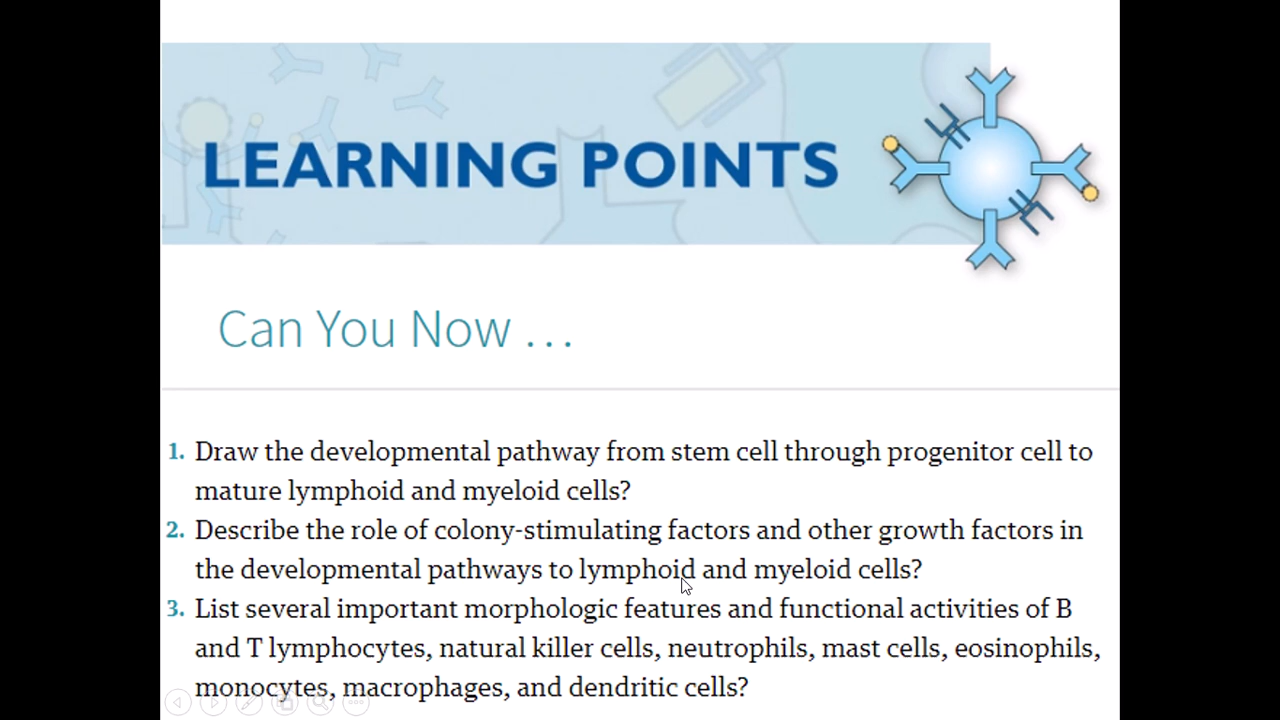 LEARNING POINTS
Can You Now ...
1. Draw the developmental pathway from stem cell through progenitor cell to
mature lymphoid and myeloid cells?
2. Describe the role of colony-stimulating factors and other growth factors in
the developmental pathways to lymphoid and myeloid cells?
3. List several important morphologic features and functional activities of B
and T lymphocytes, natural killer cells, neutrophils, mast cells, eosinophils,
monocytes, macrophages, and dendritic cells?